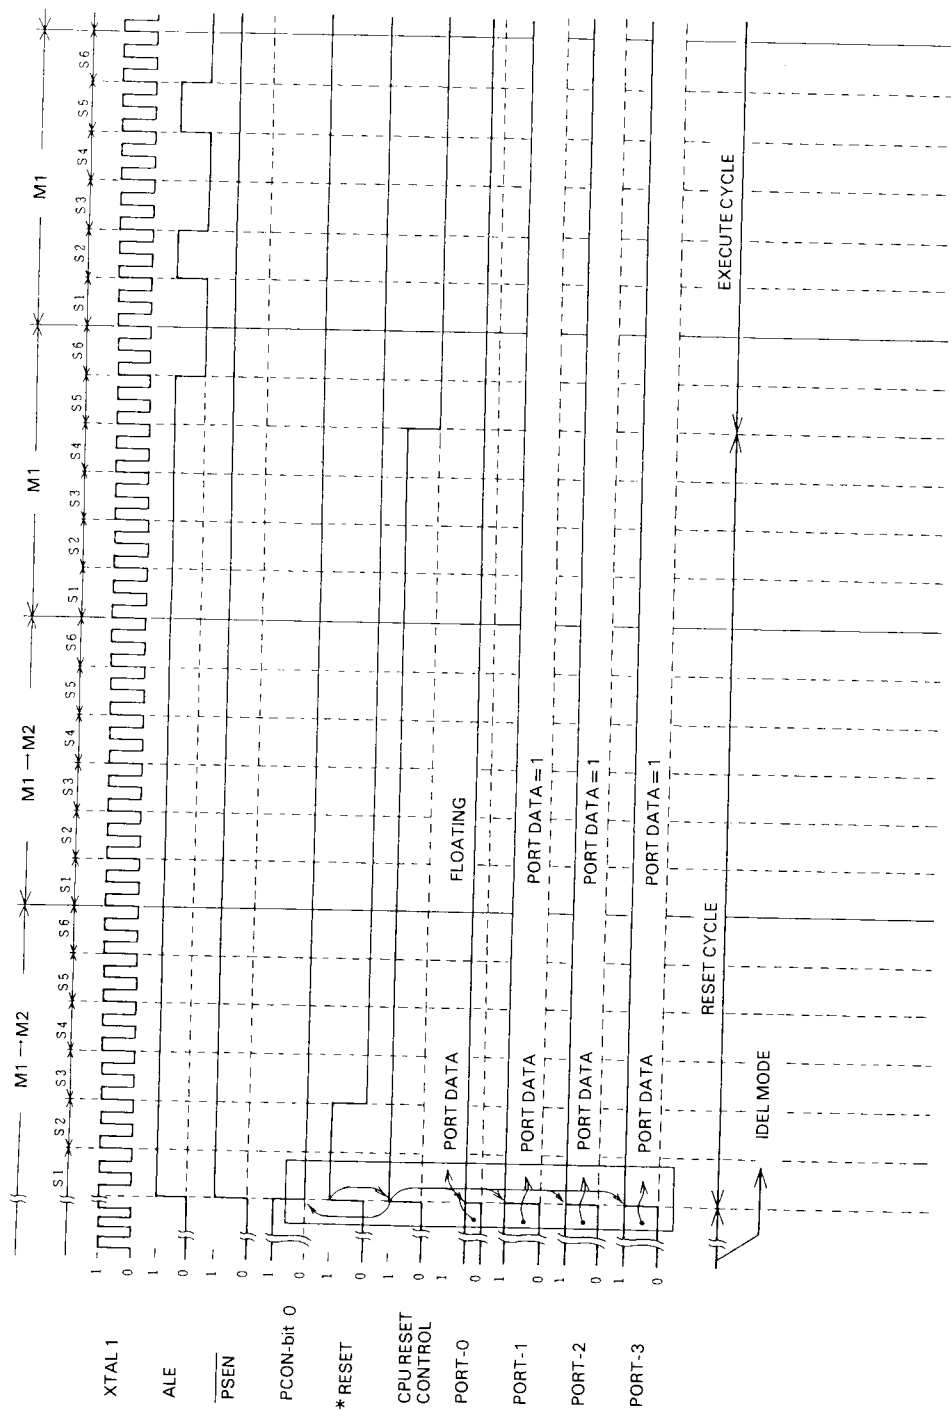 M1→M2 M1→M2 M1 M1
S1 S2 S3 S4 S5 S6 S1 S2 S3 S4 S5 S6 S1 S2 S3 S4 S5 S6 S1 S2 S3 S4 S5 S6
XTAL 1 1
0
ALE 1
0
PSEN 1
0
PCON-bit 0 1
0
*RESET 1
0
CPU RESET
CONTROL 1
0
PORT-0 1
0
PORT DATA FLOATING
PORT-1 1
0
PORT DATA PORT DATA=1
PORT-2 1
0
PORT DATA PORT DATA=1
PORT-3 1
0
PORT DATA PORT DATA=1
RESET CYCLE EXECUTE CYCLE
IDEL MODE